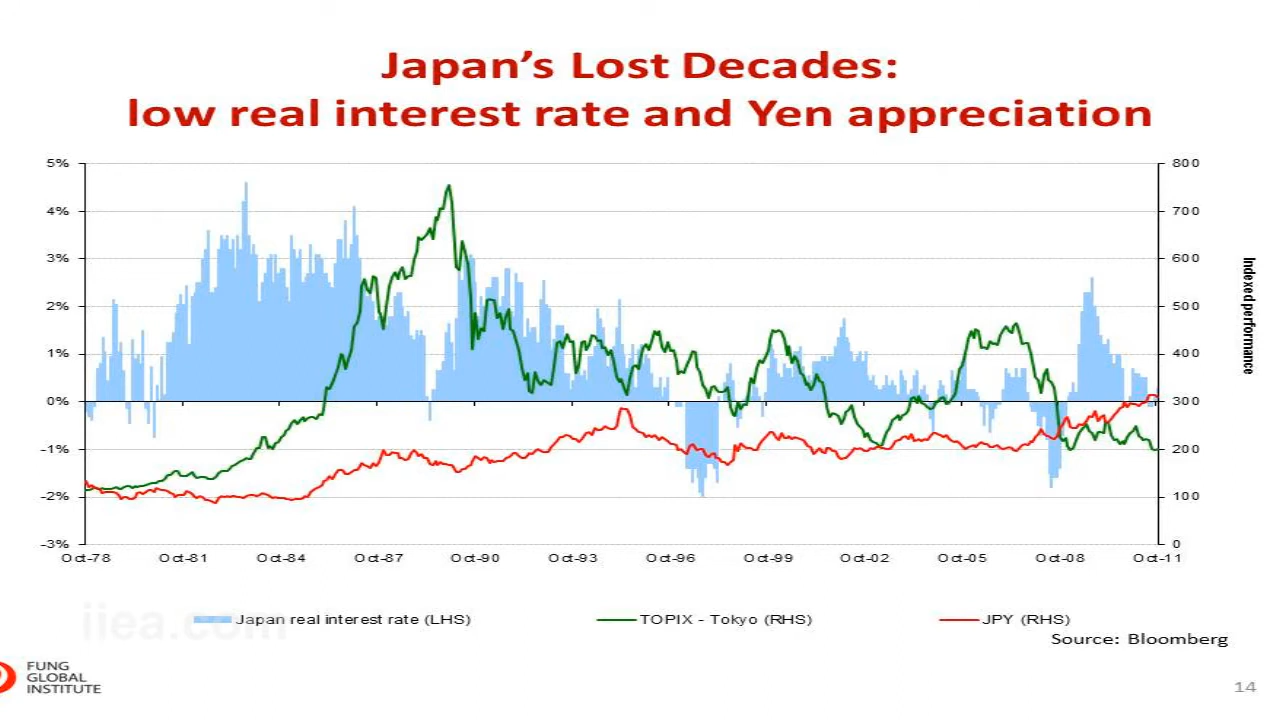 Japan's Lost Decades:
low real interest rate and Yen appreciation
5%
4%
3%
2%
1%
0%
-1%
-2%
-3%
800
700
600
500
400
300
200
100
0
Indexed performance
Oct-78 Oct-81 Oct-84 Oct-87 Oct-90 Oct-93 Oct-96 Oct-99 Oct-02 Oct-05 Oct-08 Oct-11
iiea.com
Japan real interest rate (LHS) TOPIX - Tokyo (RHS) JPY (RHS)
Source: Bloomberg
FUNG
GLOBAL
INSTITUTE
14